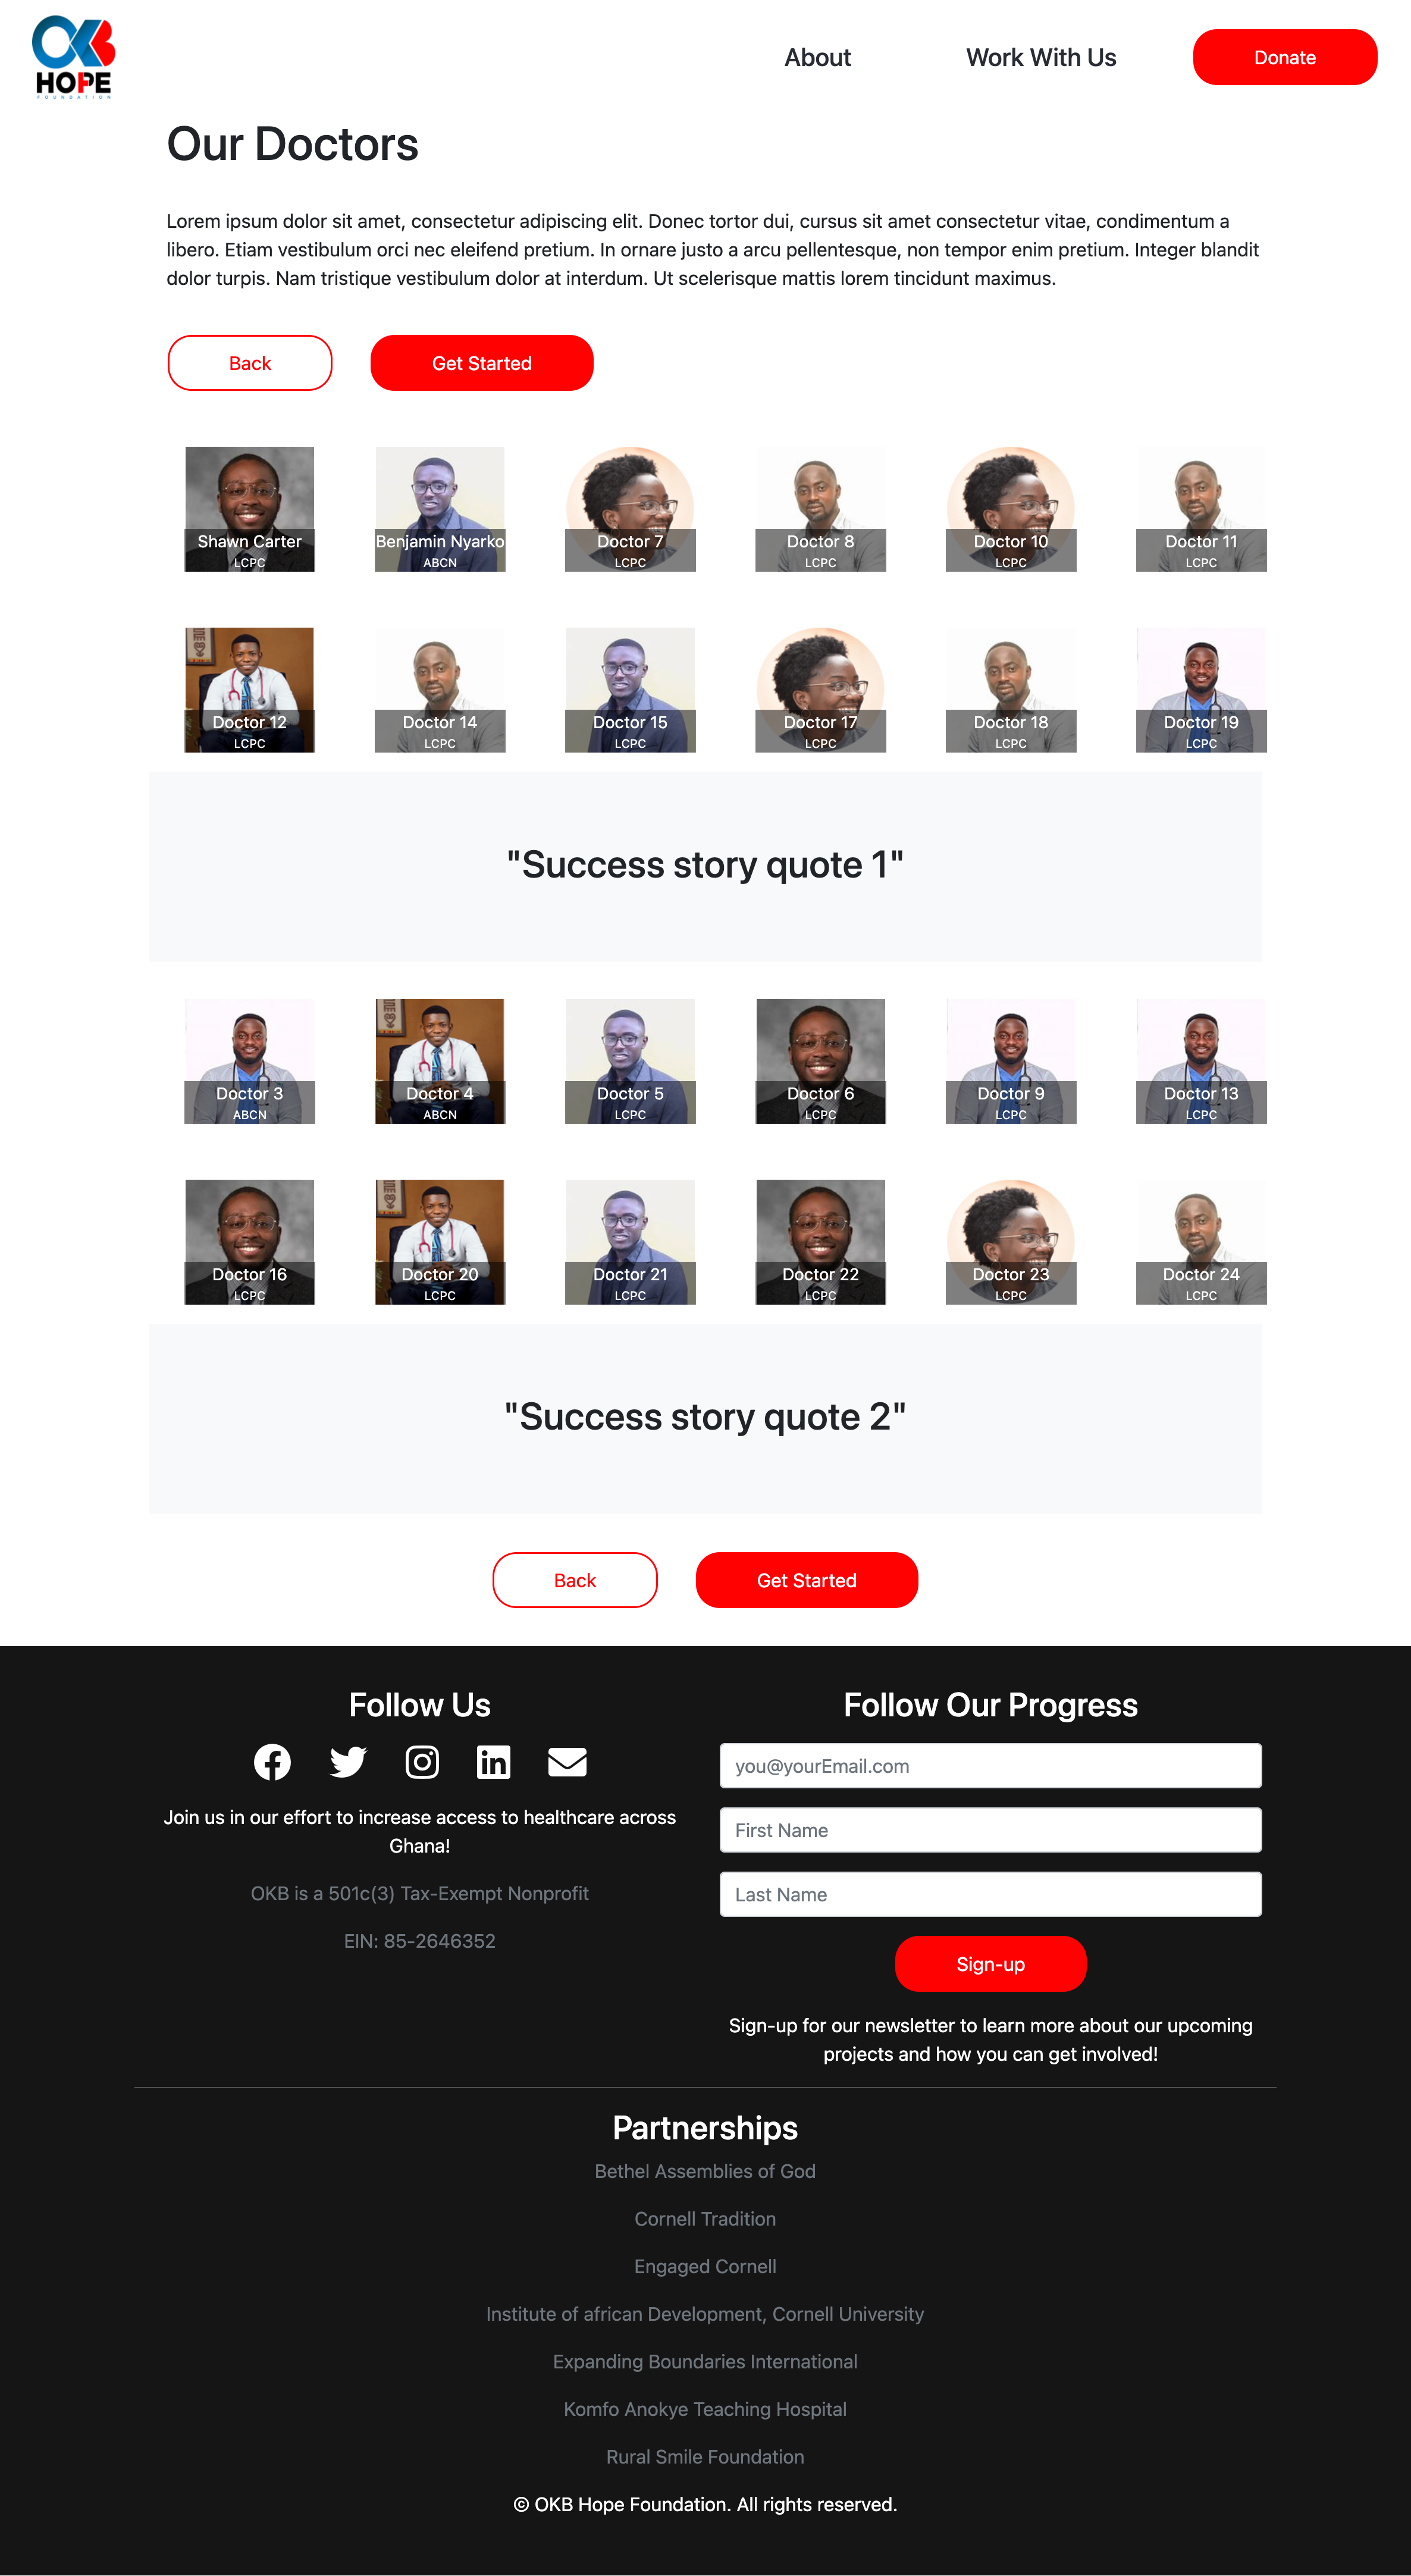 OKB
HOPE
FOUNDATION
About
Work With Us
Donate
Our Doctors
Lorem ipsum dolor sit amet, consectetur adipiscing elit. Donec tortor dui, cursus sit amet consectetur vitae, condimentum a
libero. Etiam vestibulum orci nec eleifend pretium. In ornare justo a arcu pellentesque, non tempor enim pretium. Integer blandit
dolor turpis. Nam tristique vestibulum dolor at interdum. Ut scelerisque mattis lorem tincidunt maximus.
Back
Get Started
Shawn Carter
LCPC
Benjamin Nyarko
ABCN
Doctor 7
LCPC
Doctor 8
LCPC
Doctor 10
LCPC
Doctor 11
LCPC
Doctor 12
LCPC
Doctor 14
LCPC
Doctor 15
LCPC
Doctor 17
LCPC
Doctor 18
LCPC
Doctor 19
LCPC
"Success story quote 1"
Doctor 3
ABCN
Doctor 4
ABCN
Doctor 5
LCPC
Doctor 6
LCPC
Doctor 9
LCPC
Doctor 13
LCPC
Doctor 16
LCPC
Doctor 20
LCPC
Doctor 21
LCPC
Doctor 22
LCPC
Doctor 23
LCPC
Doctor 24
LCPC
"Success story quote 2"
Back
Get Started
Follow Us
Join us in our effort to increase access to healthcare across
Ghana!
OKB is a 501c(3) Tax-Exempt Nonprofit
EIN: 85-2646352
Follow Our Progress
you@yourEmail.com
First Name
Last Name
Sign-up
Sign-up for our newsletter to learn more about our upcoming
projects and how you can get involved!
Partnerships
Bethel Assemblies of God
Cornell Tradition
Engaged Cornell
Institute of african Development, Cornell University
Expanding Boundaries International
Komfo Anokye Teaching Hospital
Rural Smile Foundation
© OKB Hope Foundation. All rights reserved.